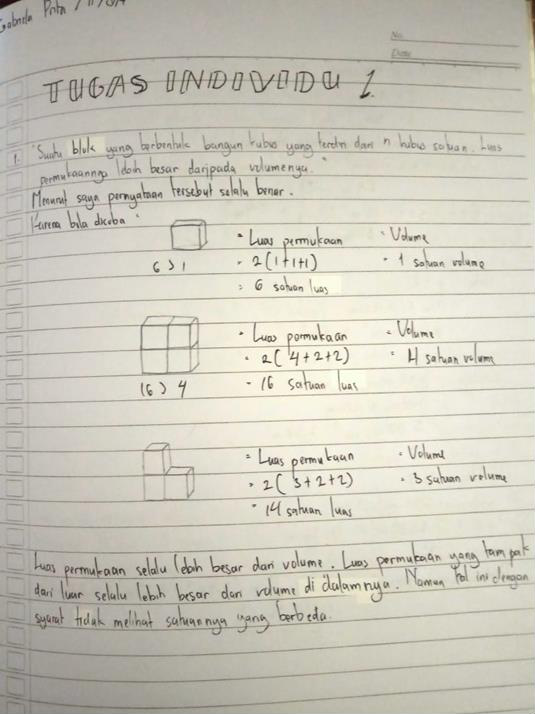 Gabriela
No.
Date
TUGAS INDIVIDU 1.
1. "Suatu blok yang berbentuk bangun kubus yang terdiri dari n kubus satuan. Luas
permukaannya lebih besar daripada volumenya."
Menurut saya pernyataan tersebut selalu benar.
Karena bila dicoba :
6 > 1
= Luas permukaan = Volume
= 2(1+1+1) = 1 satuan volume
= 6 satuan luas
16 > 4
= Luas permukaan = Volume
= 2(4+2+2) = 4 satuan volume
= 16 satuan luas
= Luas permukaan = Volume
= 2(3+2+2) = 3 satuan volume
= 14 satuan luas
Luas permukaan selalu lebih besar dari volume. Luas permukaan yang tampak
dari luar selalu lebih besar dari volume di dalamnya. Namun hal ini dengan
syarat tidak melihat satuannya yang berbeda.